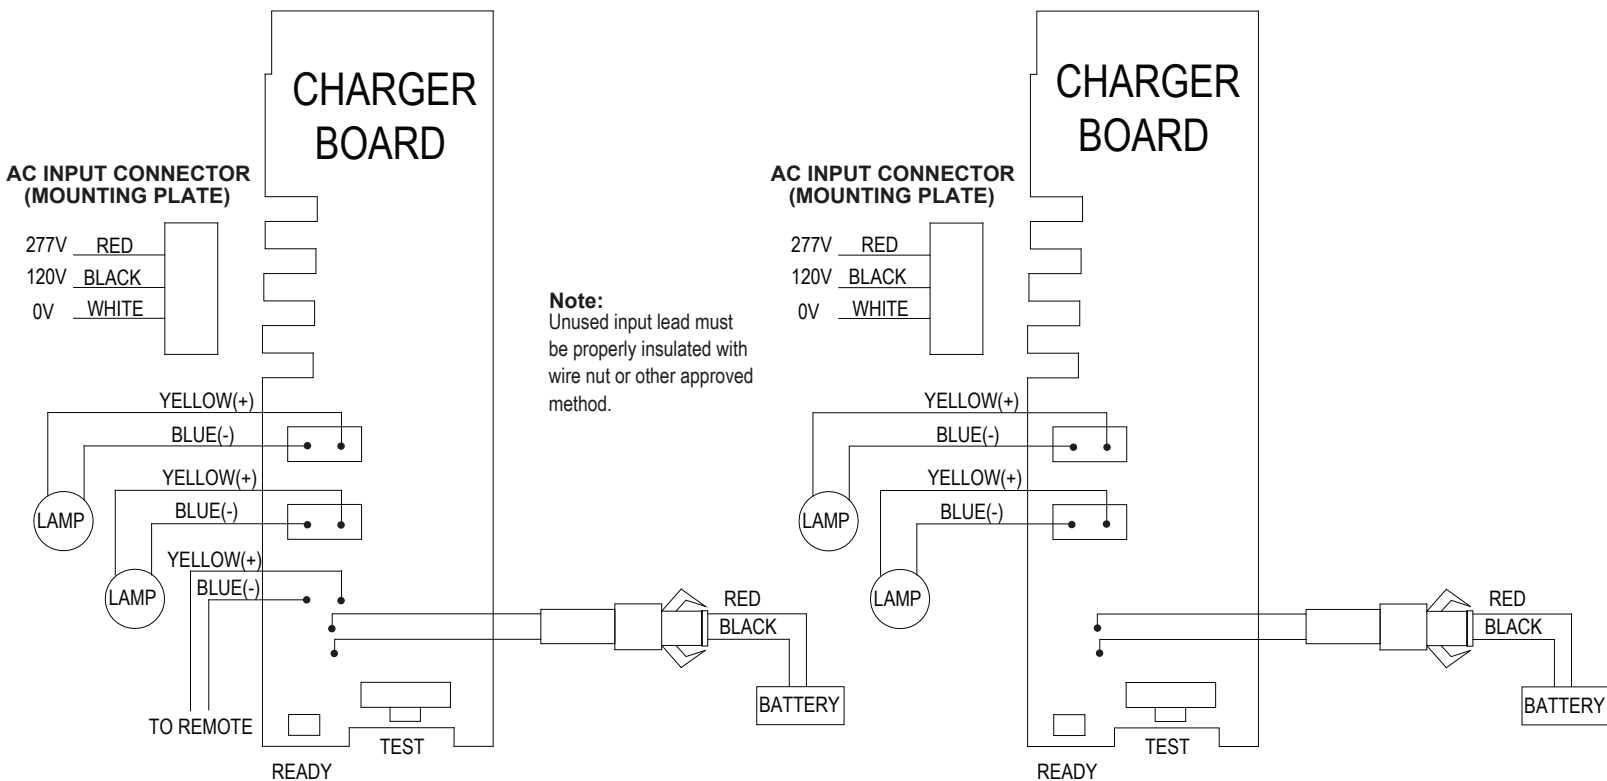 CHARGER
BOARD
AC INPUT CONNECTOR
(MOUNTING PLATE)
277V RED
120V BLACK
0V WHITE
YELLOW(+)
BLUE(-)
YELLOW(+)
BLUE(-)
LAMP
YELLOW(+)
BLUE(-)
LAMP
TO REMOTE
RED
BLACK
BATTERY
TEST
READY
Note:
Unused input lead must
be properly insulated with
wire nut or other approved
method.
CHARGER
BOARD
AC INPUT CONNECTOR
(MOUNTING PLATE)
277V RED
120V BLACK
0V WHITE
YELLOW(+)
BLUE(-)
YELLOW(+)
BLUE(-)
LAMP
LAMP
RED
BLACK
BATTERY
TEST
READY